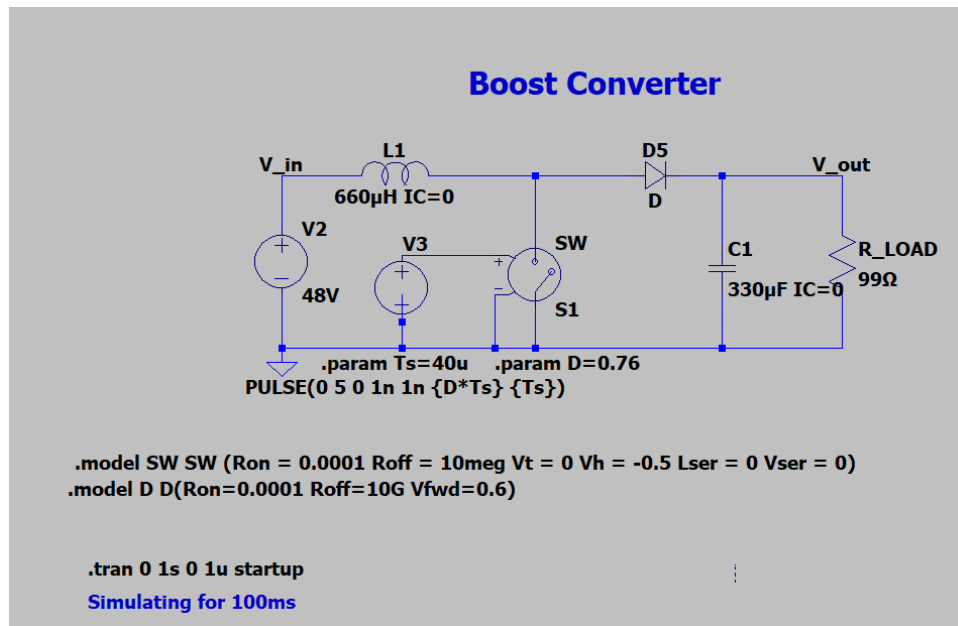 Boost Converter
V_in
L1
660µH IC=0
D5
D
V_out
V2
48V
V3
SW
S1
C1
330µF IC=0
R_LOAD
99Ω
.param Ts=40u .param D=0.76
PULSE(0 5 0 1n 1n {D*Ts} {Ts})
.model SW SW (Ron = 0.0001 Roff = 10meg Vt = 0 Vh = -0.5 Lser = 0 Vser = 0)
.model D D(Ron=0.0001 Roff=10G Vfwd=0.6)
.tran 0 1s 0 1u startup
Simulating for 100ms